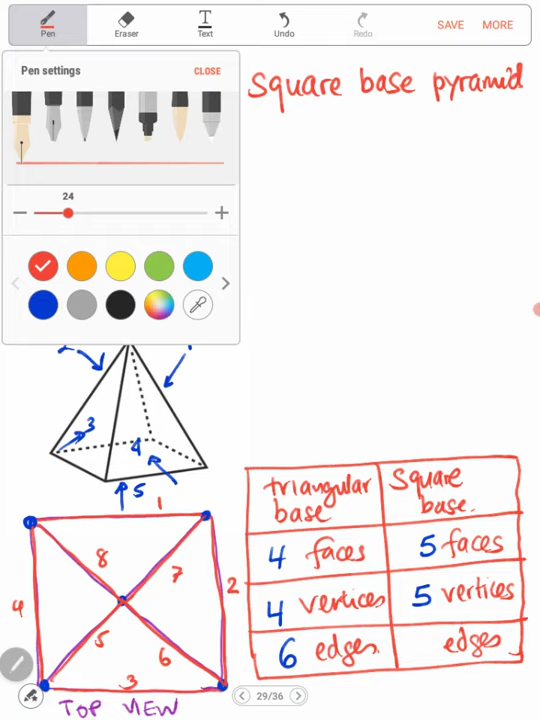 Pen
Eraser
Text
Undo
Redo
SAVE
MORE
Pen settings
CLOSE
24
square base pyramid
3
4
5
1
8
7
2
4
5
6
3
TOP VIEW
triangular base
Square base.
4 faces
5 faces
4 vertices
5 vertices
6 edges.
edges
29/36